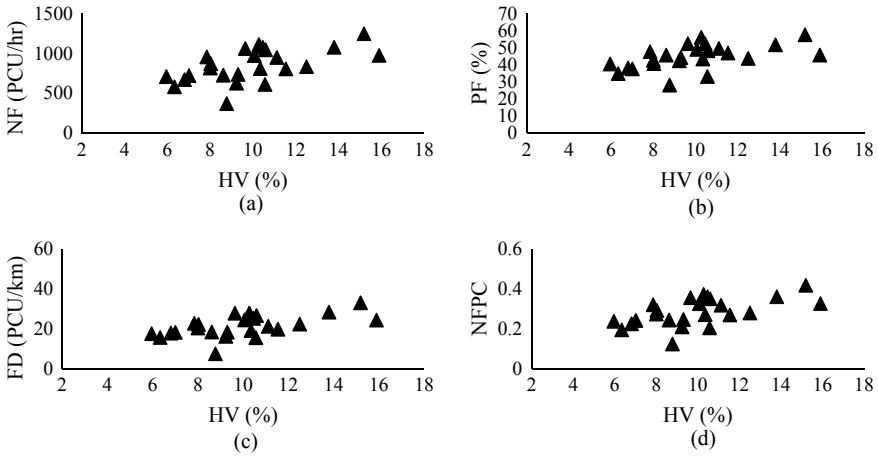 NF (PCU/hr)
1500
1000
500
0
2 4 6 8 10 12 14 16 18
HV (%)
(a)
PF (%)
70
60
50
40
30
20
10
0
2 4 6 8 10 12 14 16 18
HV (%)
(b)
FD (PCU/km)
60
40
20
0
2 4 6 8 10 12 14 16 18
HV (%)
(c)
NFPC
0.6
0.4
0.2
0
2 4 6 8 10 12 14 16 18
HV (%)
(d)